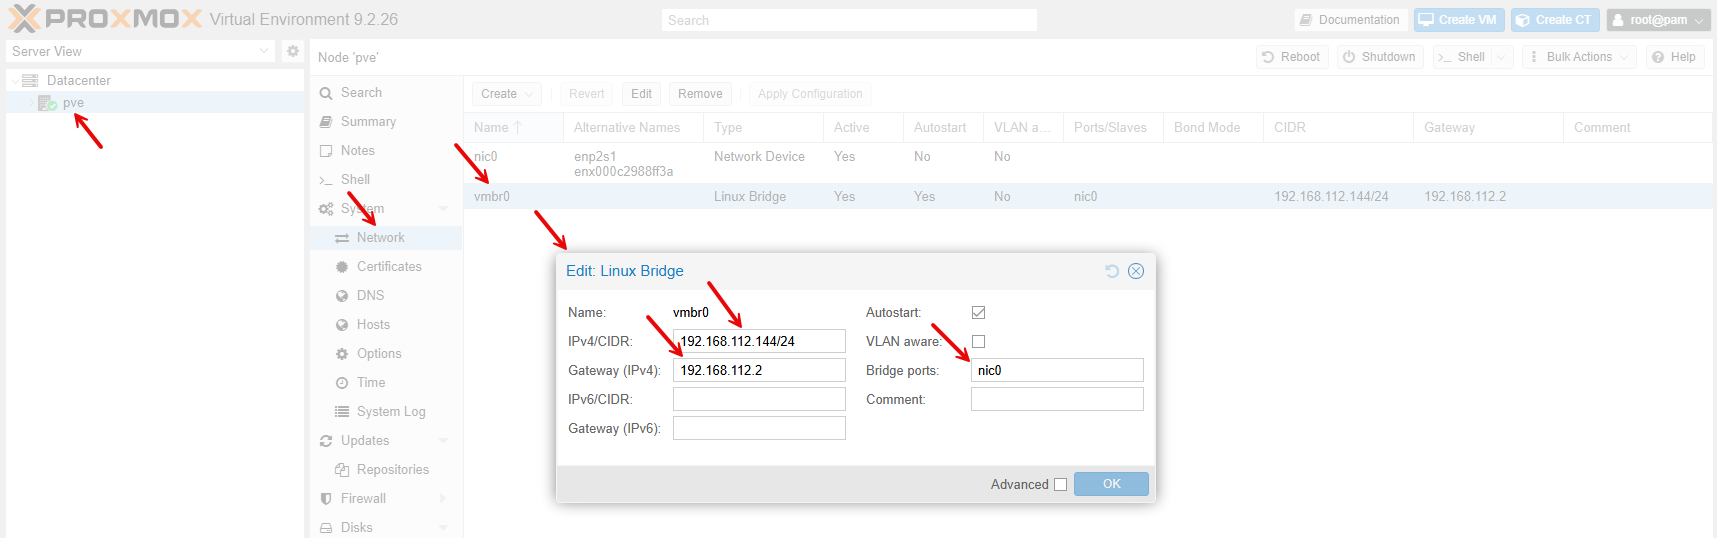 PROXMOX Virtual Environment 9.2.26
Search
Documentation
Create VM
Create CT
root@pam
Server View
Node 'pve'
Reboot
Shutdown
Shell
Bulk Actions
Help
Datacenter
pve
Search
Summary
Notes
Shell
System
Network
Certificates
DNS
Hosts
Options
Time
System Log
Updates
Repositories
Firewall
Disks
Create
Revert
Edit
Remove
Apply Configuration
Name Alternative Names Type Active Autostart VLAN a... Ports/Slaves Bond Mode CIDR Gateway Comment
nic0 enp2s1 Network Device Yes No No
enx000c2988ff3a
vmbr0 Linux Bridge Yes Yes No nic0 192.168.112.144/24 192.168.112.2
Edit: Linux Bridge
Name: vmbr0
IPv4/CIDR: 192.168.112.144/24
Gateway (IPv4): 192.168.112.2
IPv6/CIDR:
Gateway (IPv6):
Autostart:
VLAN aware:
Bridge ports: nic0
Comment:
Advanced
OK